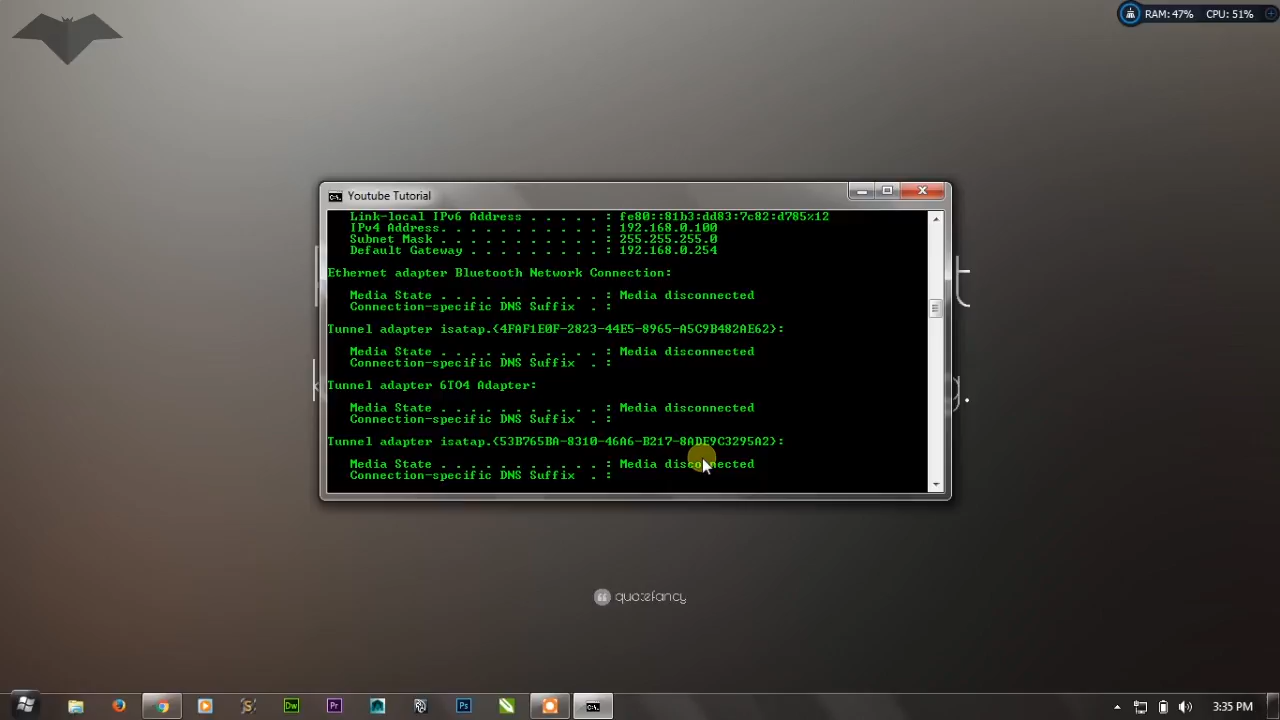 RAM: 47% CPU: 51%
Youtube Tutorial
Link-local IPv6 Address . . . . . : fe80::81b3:dd83:7c82:d785%12
IPv4 Address. . . . . . . . . . . : 192.168.0.100
Subnet Mask . . . . . . . . . . . : 255.255.255.0
Default Gateway . . . . . . . . . : 192.168.0.254
Ethernet adapter Bluetooth Network Connection:
Media State . . . . . . . . . . . : Media disconnected
Connection-specific DNS Suffix  . :
Tunnel adapter isatap.{4FAF1E0F-2823-44E5-8965-A5C9B482AE62}:
Media State . . . . . . . . . . . : Media disconnected
Connection-specific DNS Suffix  . :
Tunnel adapter 6TO4 Adapter:
Media State . . . . . . . . . . . : Media disconnected
Connection-specific DNS Suffix  . :
Tunnel adapter isatap.{53B765BA-8310-46A6-B217-8ADE9C3295A2}:
Media State . . . . . . . . . . . : Media disconnected
Connection-specific DNS Suffix  . :
quotefancy
Dw Pr Ps
3:35 PM